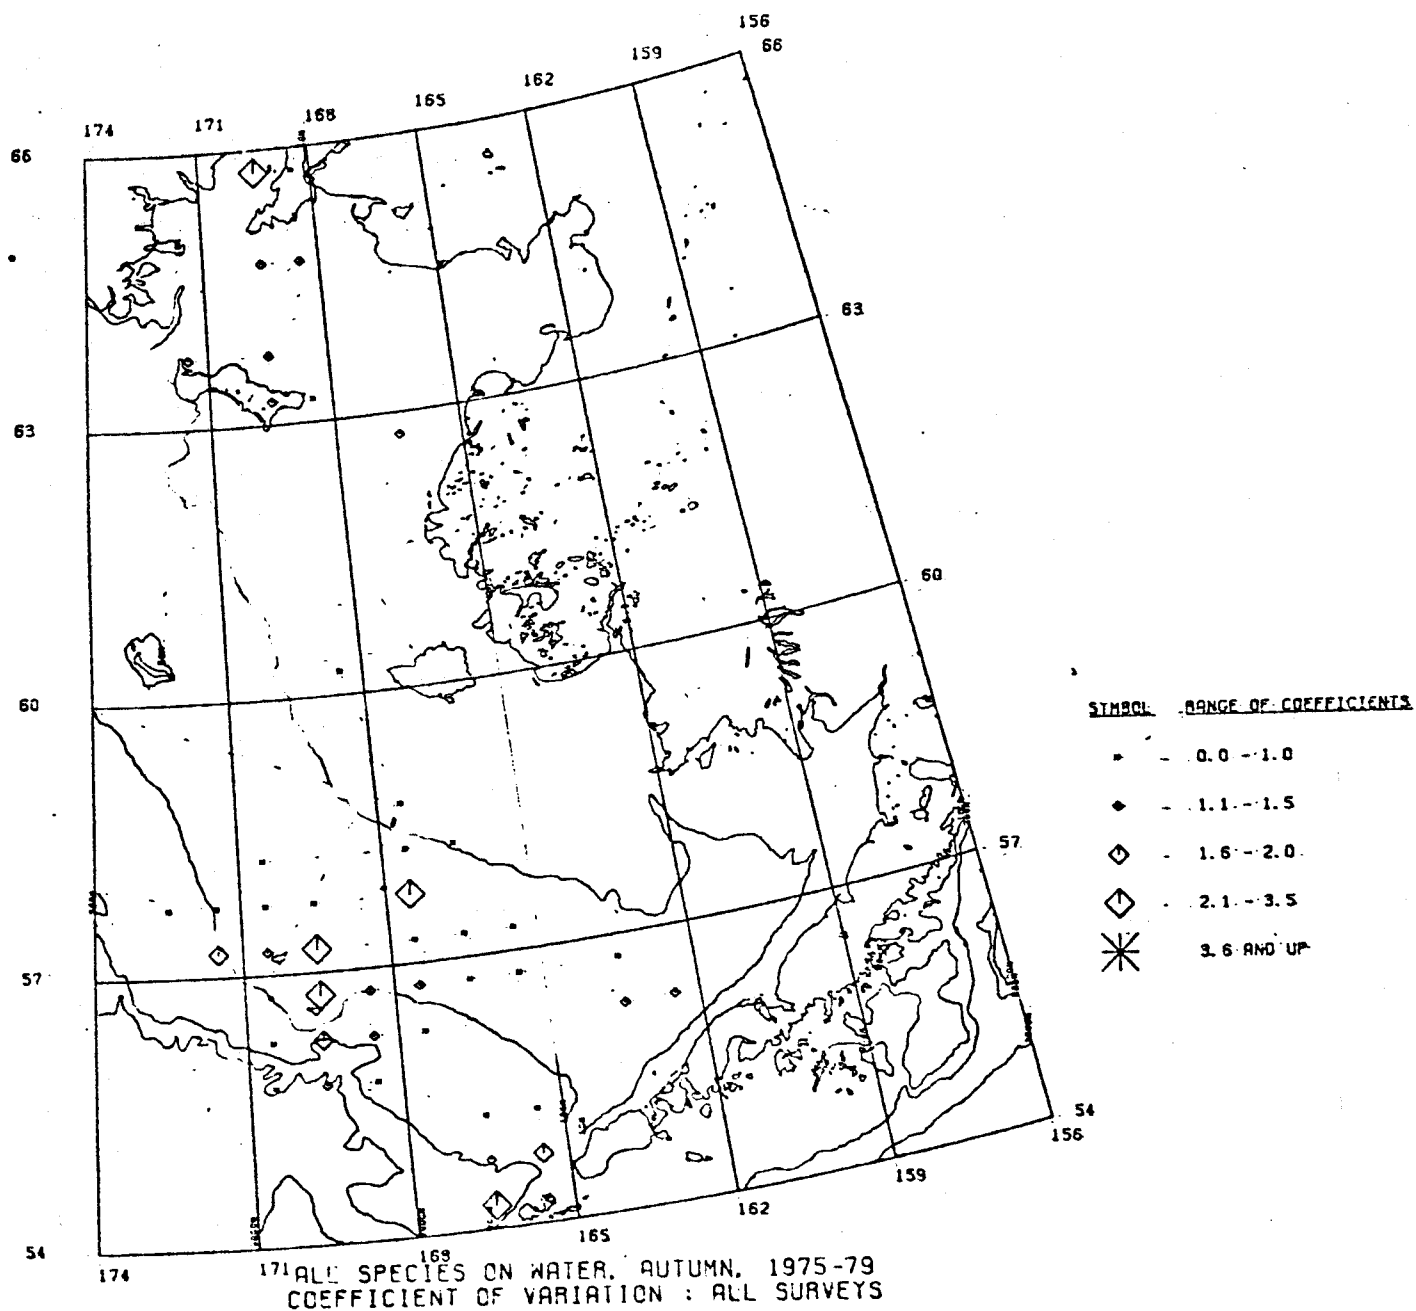 156
159 66
162
165
168
171
174
66
63
63
60
60
SYMBOL RANGE OF COEFFICIENTS
0.0 - 1.0
1.1 - 1.5
1.6 - 2.0
2.1 - 3.5
3.6 AND UP
57
57
54
156
159
162
165
54
168
174
171 ALL SPECIES ON WATER, AUTUMN, 1975-79
COEFFICIENT OF VARIATION : ALL SURVEYS